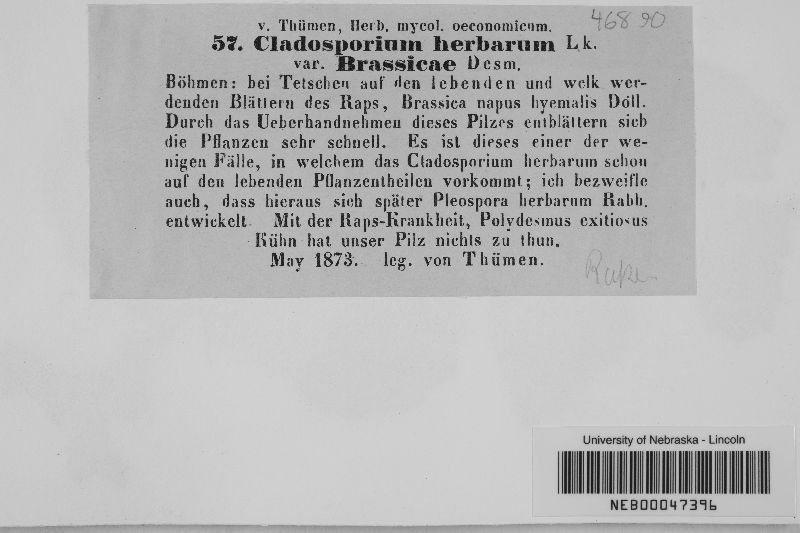 v. Thümen, Herb. mycol. oeconomicum.
46890
57. Cladosporium herbarum Lk.
var. Brassicae Desm.
Böhmen: bei Tetschen auf den lebenden und welk wer-
denden Blättern des Raps, Brassica napus hyemalis Döll.
Durch das Ueberhandnehmen dieses Pilzes entblättern sich
die Pflanzen sehr schnell. Es ist dieses einer der we-
nigen Fälle, in welchem das Cladosporium herbarum schon
auf den lebenden Pflanzentheilen vorkommt; ich bezweifle
auch, dass hieraus sich später Pleospora herbarum Rabh.
entwickelt. Mit der Raps-Krankheit, Polydesmus exitiosus
Kühn hat unser Pilz nichts zu thun.
May 1873. leg. von Thümen.
University of Nebraska - Lincoln
NEB00047396